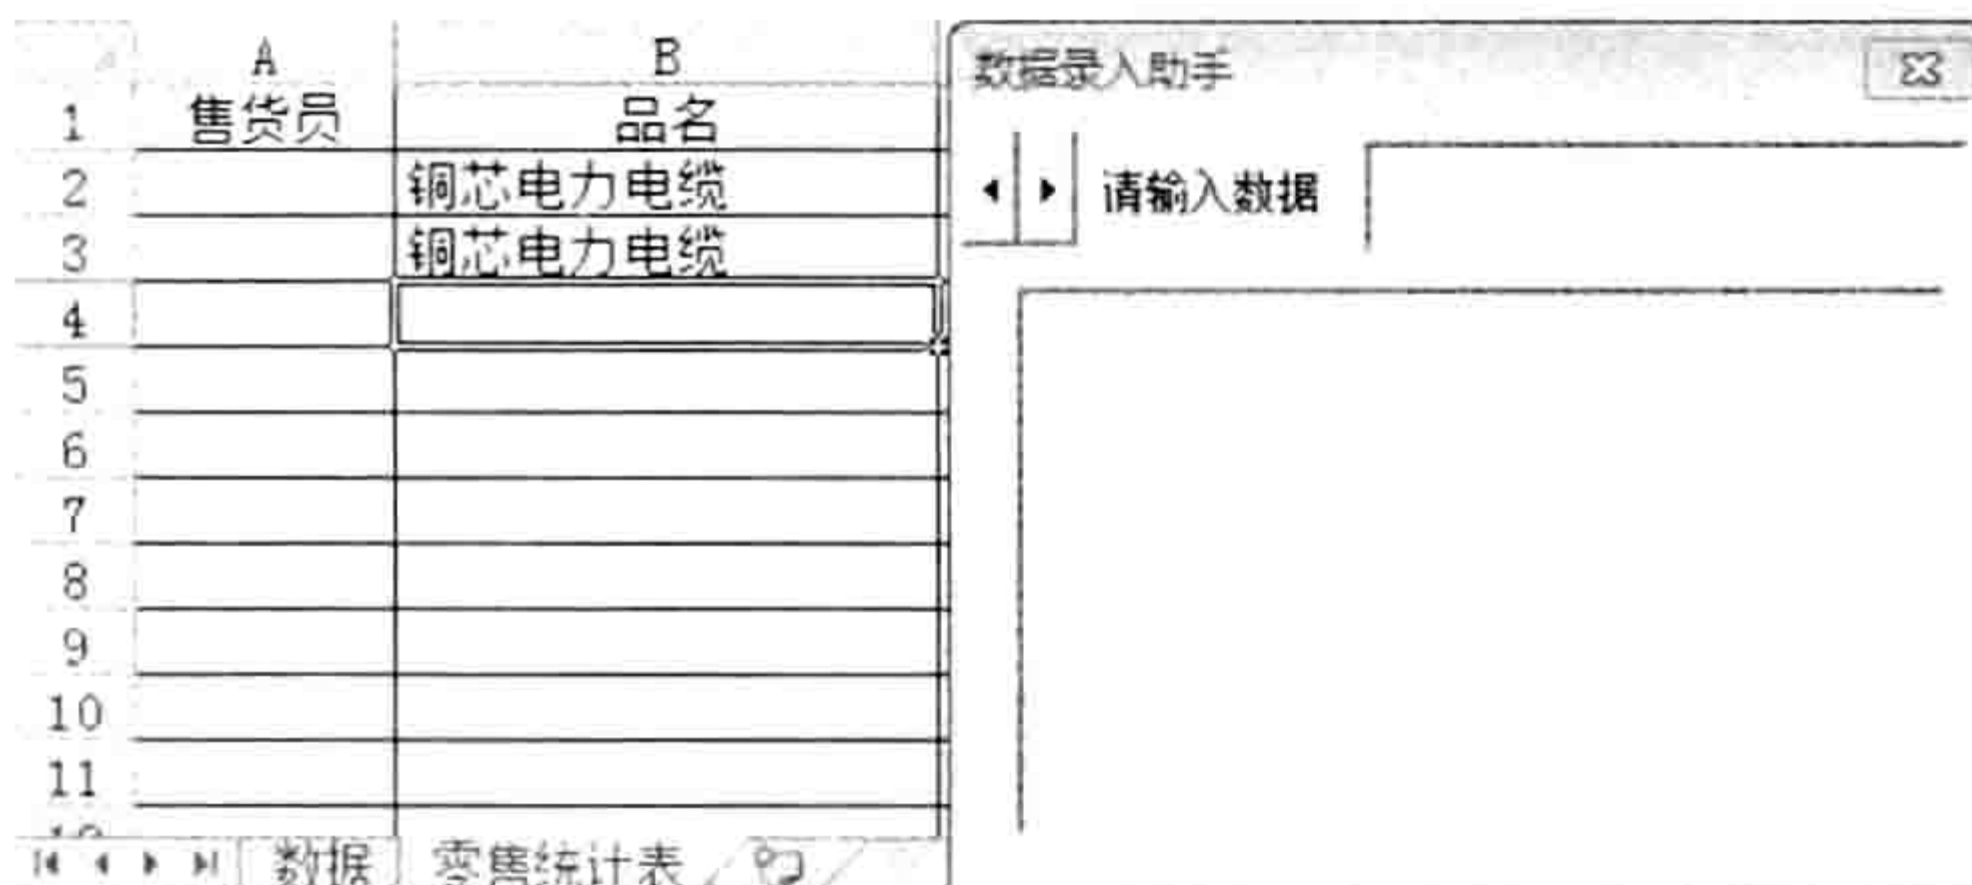 A B
1 售货员 品名
2 铜芯电力电缆
3 铜芯电力电缆
4
5
6
7
8
9
10
11
12
数据 零售统计表
数据录入助手
请输入数据